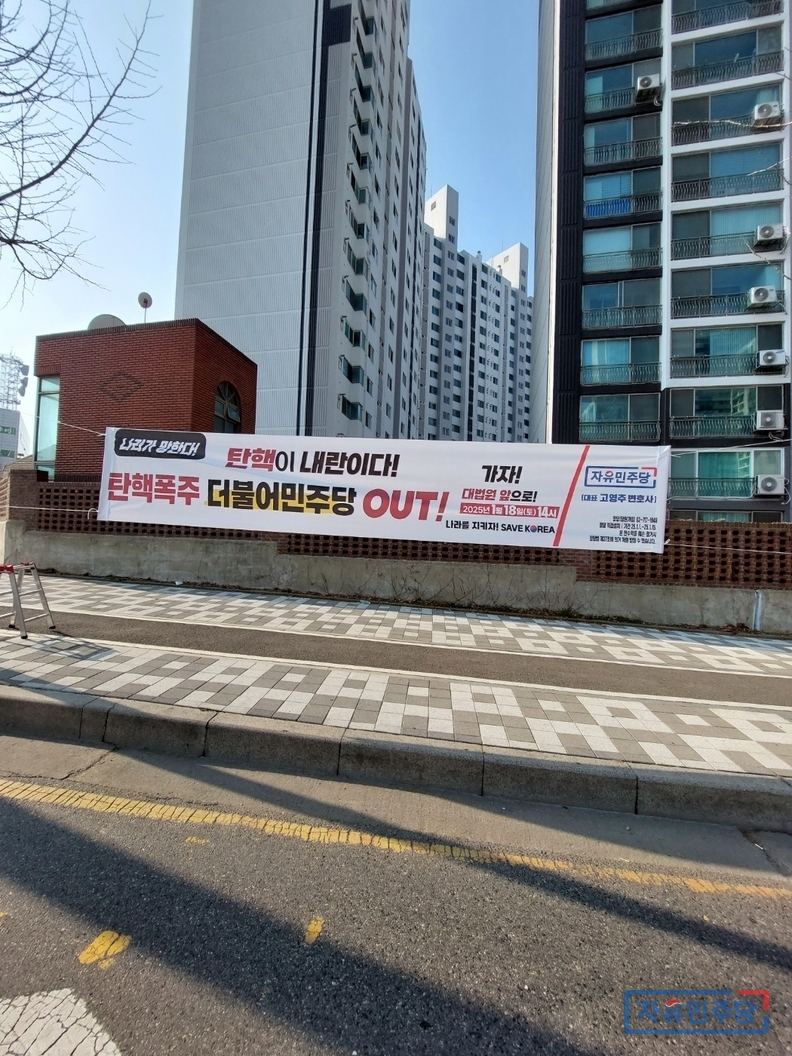 나라가 망한다!
탄핵이 내란이다!
탄핵폭주 더불어민주당 OUT!
가자!
대법원 앞으로!
2025년 1월 18일(토) 14시
나라를 지키자! SAVE KOREA
자유민주당
(대표 고영주 변호사)
자유민주당